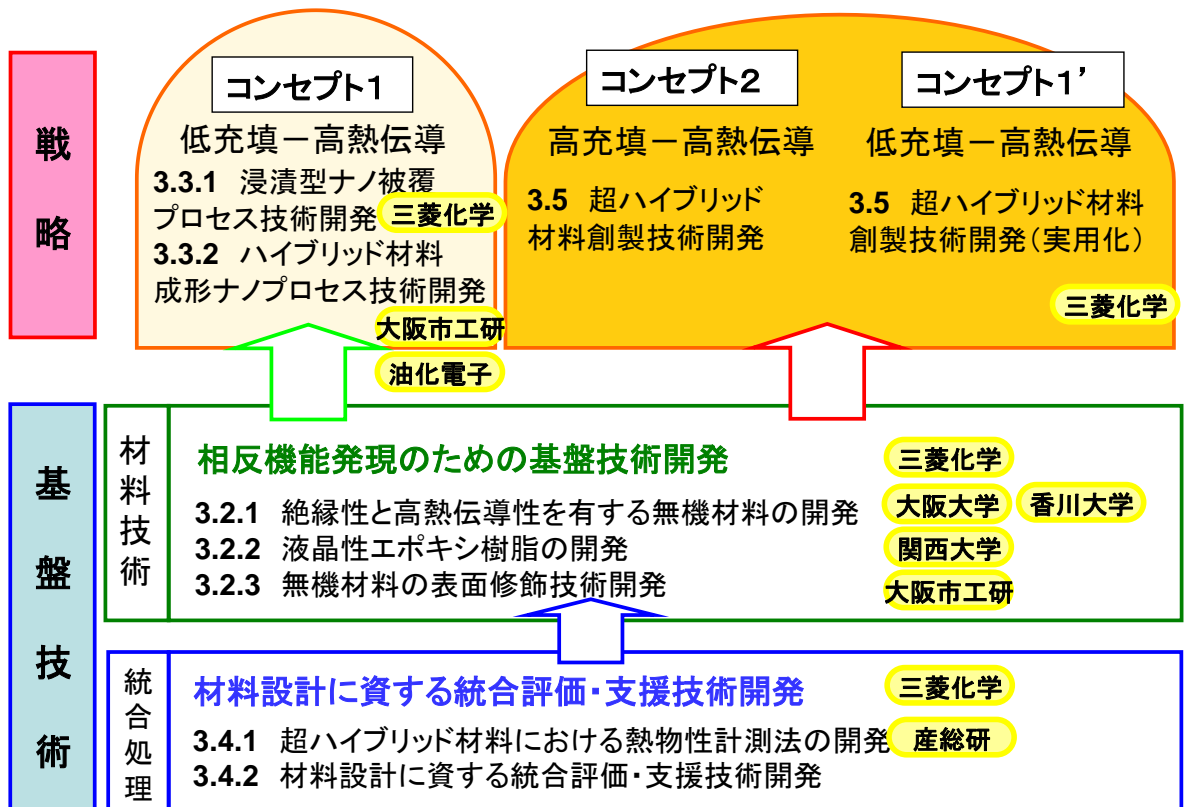 戦略
コンセプト1
低充填－高熱伝導
3.3.1 浸漬型ナノ被覆
プロセス技術開発 三菱化学
3.3.2 ハイブリッド材料
成形ナノプロセス技術開発
大阪市工研
油化電子
コンセプト2
高充填－高熱伝導
3.5 超ハイブリッド
材料創製技術開発
コンセプト1’
低充填－高熱伝導
3.5 超ハイブリッド材料
創製技術開発(実用化)
三菱化学
基盤技術
材料技術
相反機能発現のための基盤技術開発 三菱化学
3.2.1 絶縁性と高熱伝導性を有する無機材料の開発 大阪大学 香川大学
3.2.2 液晶性エポキシ樹脂の開発 関西大学
3.2.3 無機材料の表面修飾技術開発 大阪市工研
統合処理
材料設計に資する統合評価・支援技術開発 三菱化学
3.4.1 超ハイブリッド材料における熱物性計測法の開発 産総研
3.4.2 材料設計に資する統合評価・支援技術開発